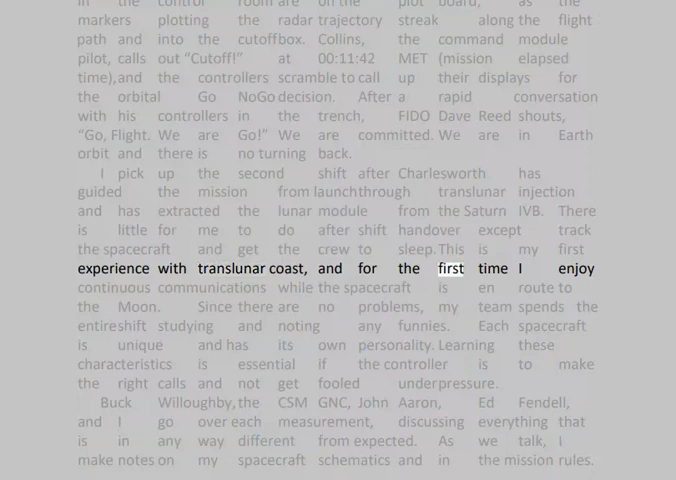 in the control room are on the plot board, as the
markers plotting the radar trajectory streak along the flight
path and into the cutoff box. Collins, the command module
pilot, calls out “Cutoff!” at 00:11:42 MET (mission elapsed
time), and the controllers scramble to call up their displays for
the orbital Go NoGo decision. After a rapid conversation
with his controllers in the trench, FIDO Dave Reed shouts,
“Go, Flight. We are Go!” We are committed. We are in Earth
orbit and there is no turning back.
I pick up the second shift after Charlesworth has
guided the mission from launch through translunar injection
and has extracted the lunar module from the Saturn IVB. There
is little for me to do after shift handover except track
the spacecraft and get the crew to sleep. This is my first
experience with translunar coast, and for the first time I enjoy
continuous communications while the spacecraft is en route to
the Moon. Since there are no problems, my team spends the
entire shift studying and noting any funnies. Each spacecraft
is unique and has its own personality. Learning these
characteristics is essential if the controller is to make
the right calls and not get fooled under pressure.
Buck Willoughby, the CSM GNC, John Aaron, Ed Fendell,
and I go over each measurement, discussing everything that
is in any way different from expected. As we talk, I
make notes on my spacecraft schematics and in the mission rules.